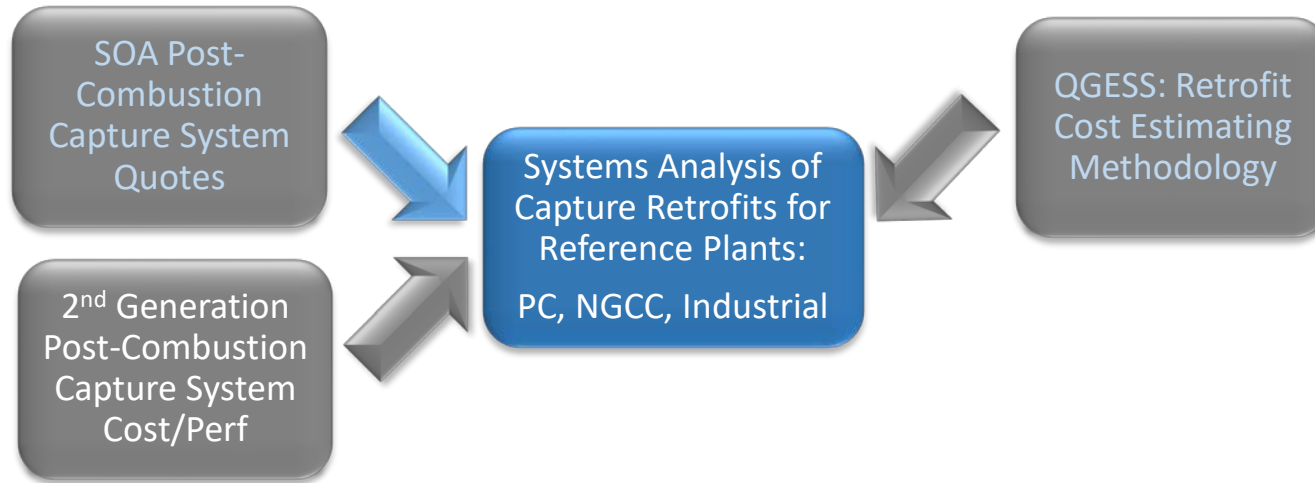 SOA Post-
Combustion
Capture System
Quotes
2nd Generation
Post-Combustion
Capture System
Cost/Perf
Systems Analysis of
Capture Retrofits for
Reference Plants:
PC, NGCC, Industrial
QGESS: Retrofit
Cost Estimating
Methodology